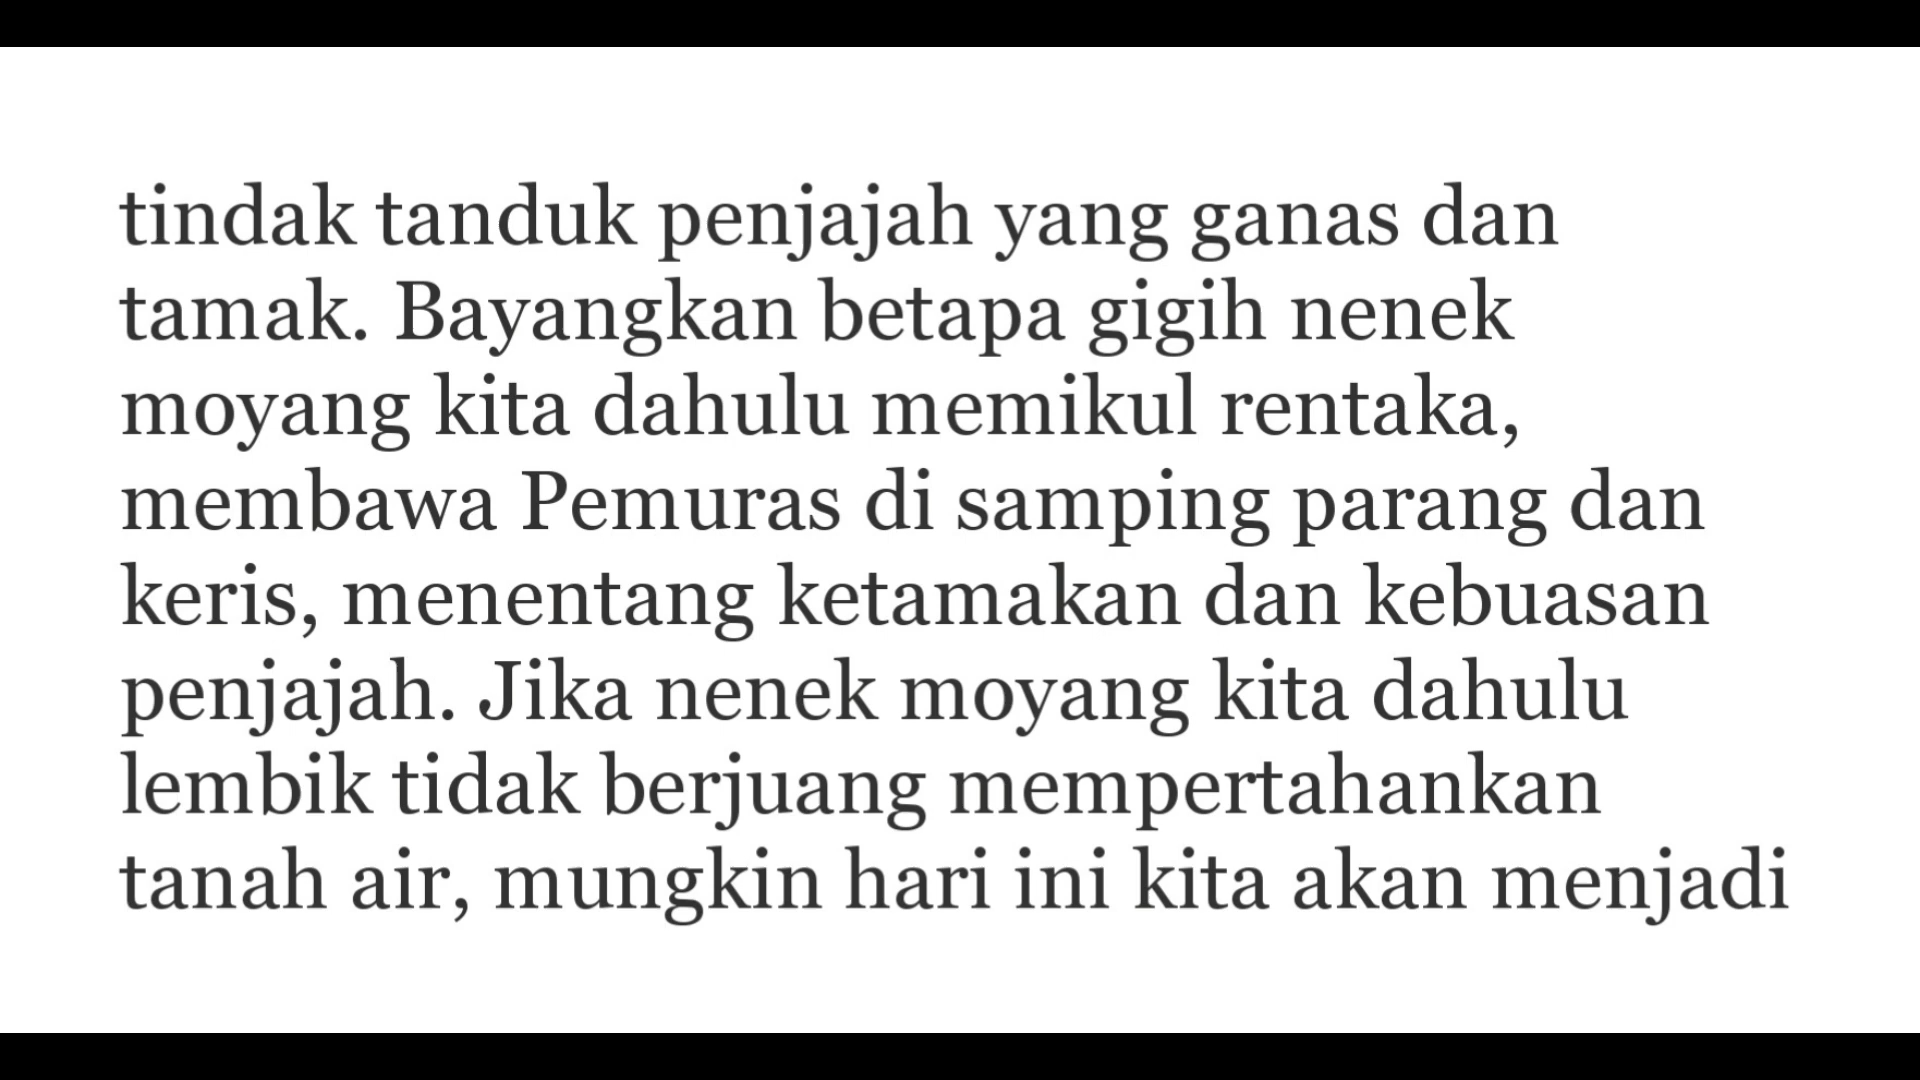 tindak tanduk penjajah yang ganas dan
tamak. Bayangkan betapa gigih nenek
moyang kita dahulu memikul rentaka,
membawa Pemuras di samping parang dan
keris, menentang ketamakan dan kebuasan
penjajah. Jika nenek moyang kita dahulu
lembik tidak berjuang mempertahankan
tanah air, mungkin hari ini kita akan menjadi